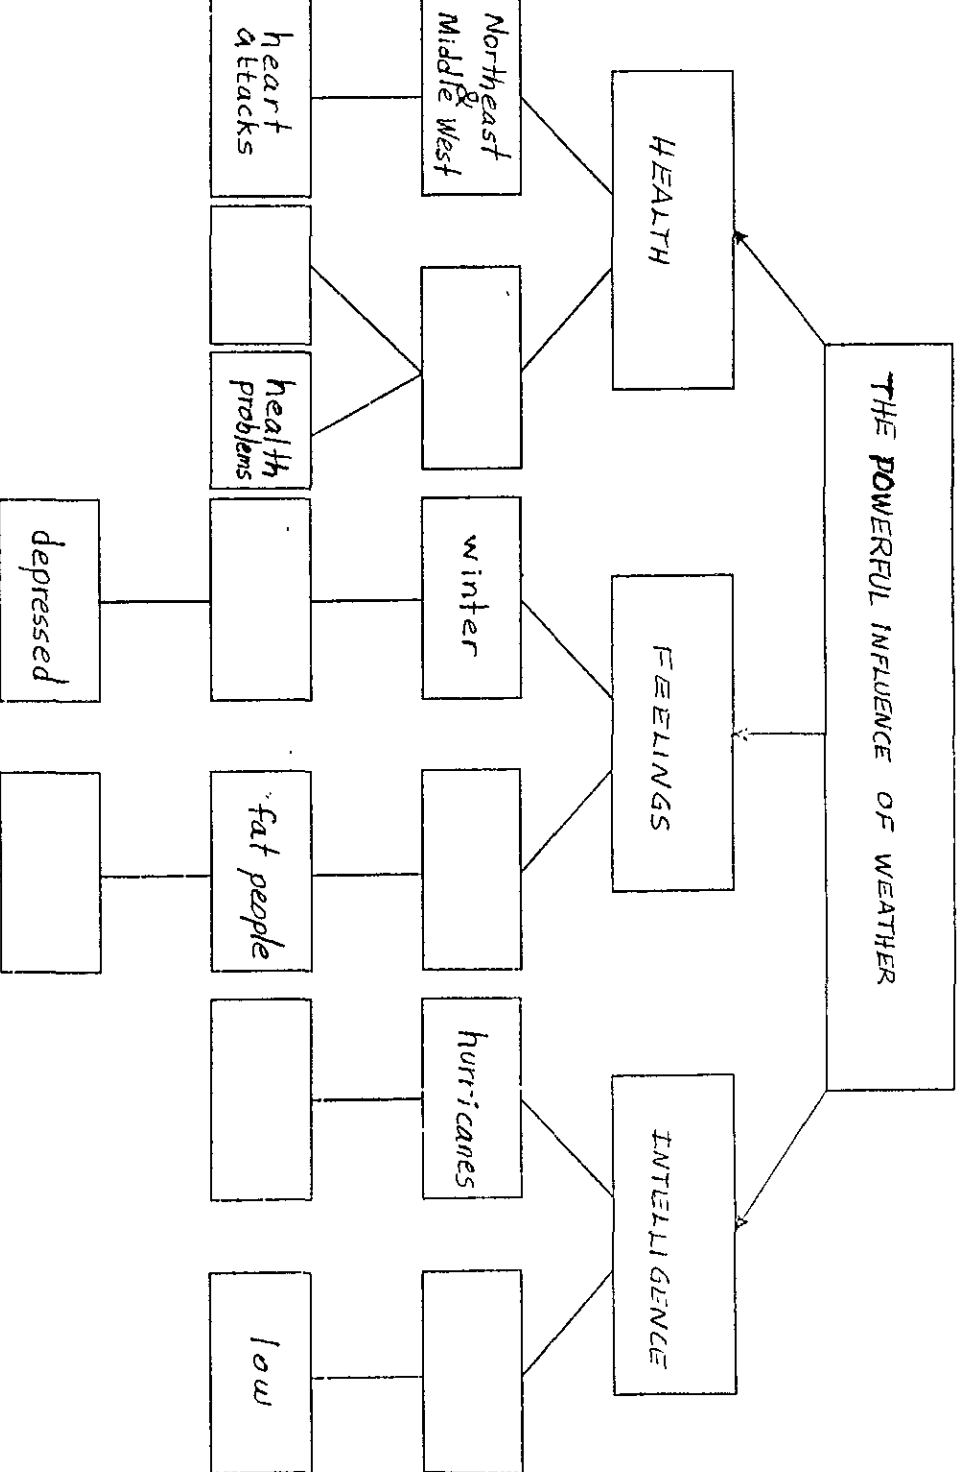 THE POWERFUL INFLUENCE OF WEATHER
HEALTH
FEELINGS
INTELLIGENCE
Northeast
&
Middle West
winter
hurricanes
heart
attacks
health
problems
fat people
low
depressed